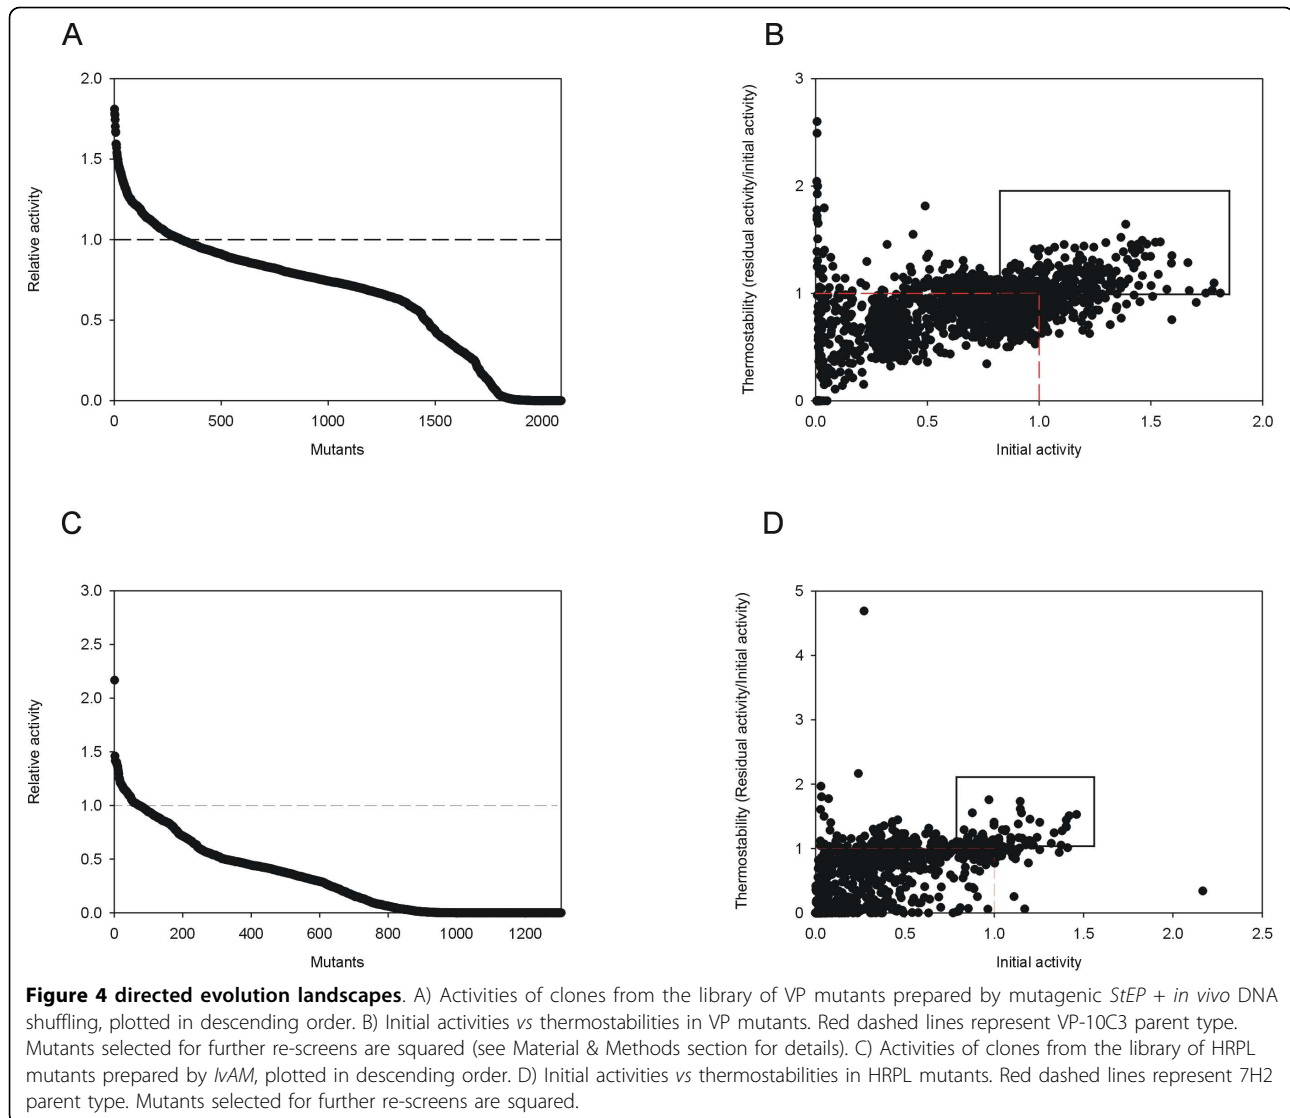 A
2.0
1.5
1.0
0.5
0.0
0
500
1000
1500
2000
Relative activity
Mutants
B
3
2
1
0
0.0
0.5
1.0
1.5
2.0
Thermostability (residual activity/initial activity)
Initial activity
C
3.0
2.5
2.0
1.5
1.0
0.5
0.0
0
200
400
600
800
1000
1200
Relative activity
Mutants
D
5
4
3
2
1
0
0.0
0.5
1.0
1.5
2.0
2.5
Thermostability (Residual activity/Initial activity)
Initial activity
Figure 4 directed evolution landscapes. A) Activities of clones from the library of VP mutants prepared by mutagenic StEP + in vivo DNA
shuffling, plotted in descending order. B) Initial activities vs thermostabilities in VP mutants. Red dashed lines represent VP-10C3 parent type.
Mutants selected for further re-screens are squared (see Material & Methods section for details). C) Activities of clones from the library of HRPL
mutants prepared by IvAM, plotted in descending order. D) Initial activities vs thermostabilities in HRPL mutants. Red dashed lines represent 7H2
parent type. Mutants selected for further re-screens are squared.